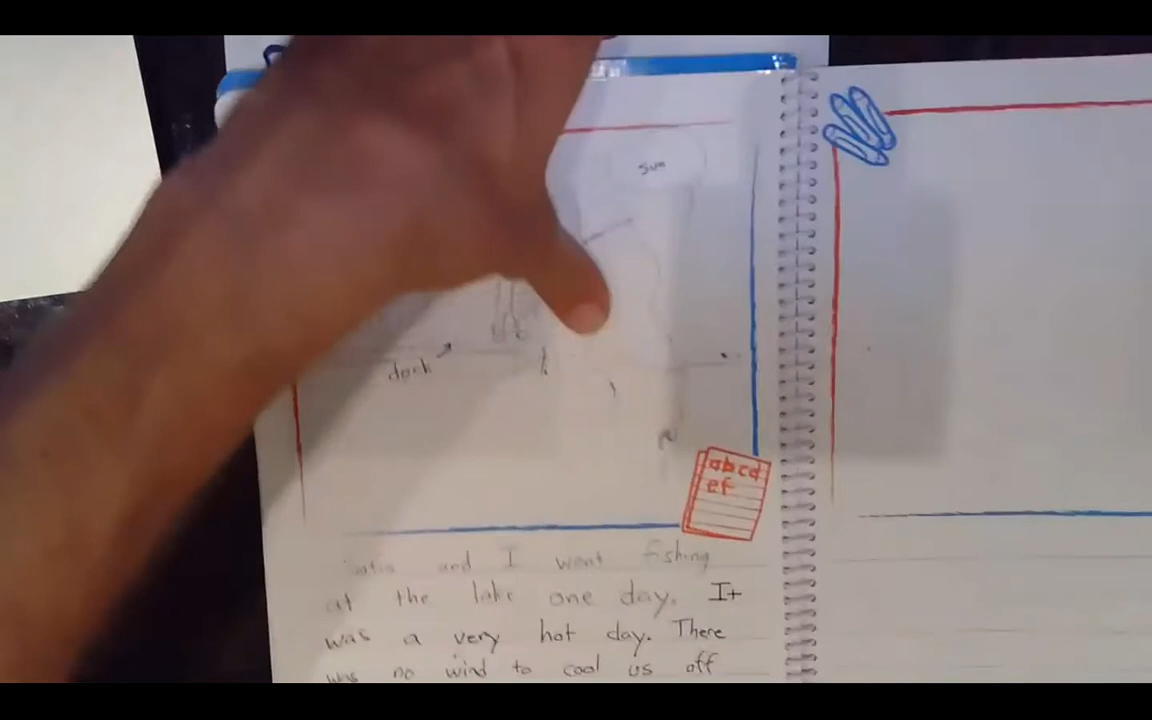 Sun
dock
abcd
ef
and I went fishing
at the lake one day. It
was a very hot day. There
was no wind to cool us off